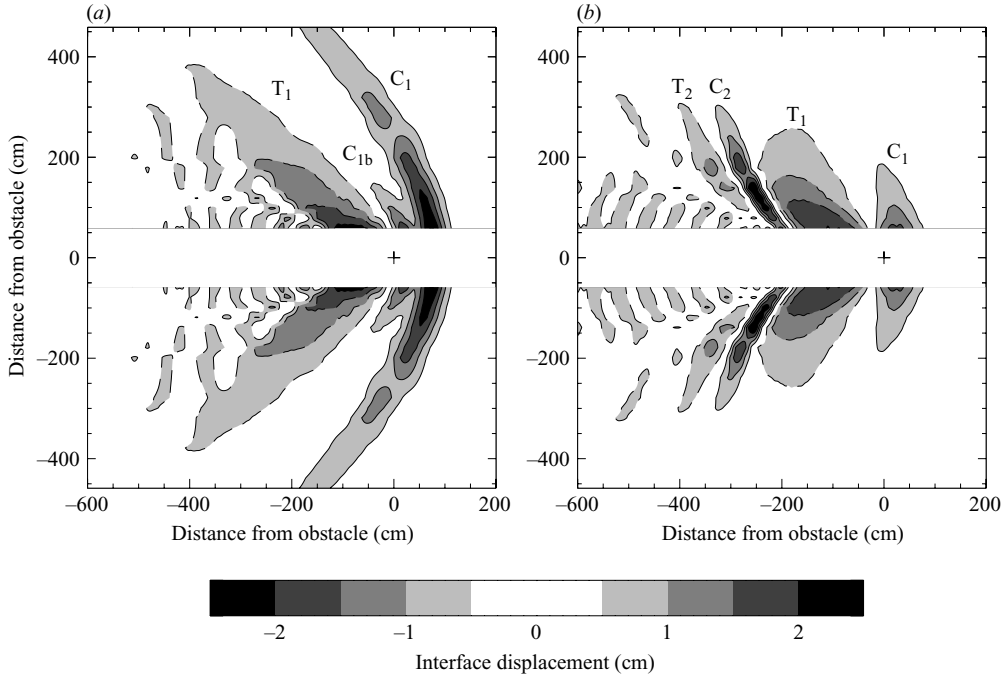 (a)
(b)
400
200
0
−200
−400
Distance from obstacle (cm)
T1
C1
C1b
−600
−400
−200
0
200
Distance from obstacle (cm)
400
200
0
−200
−400
T2
C2
T1
C1
−600
−400
−200
0
200
Distance from obstacle (cm)
−2
−1
0
1
2
Interface displacement (cm)